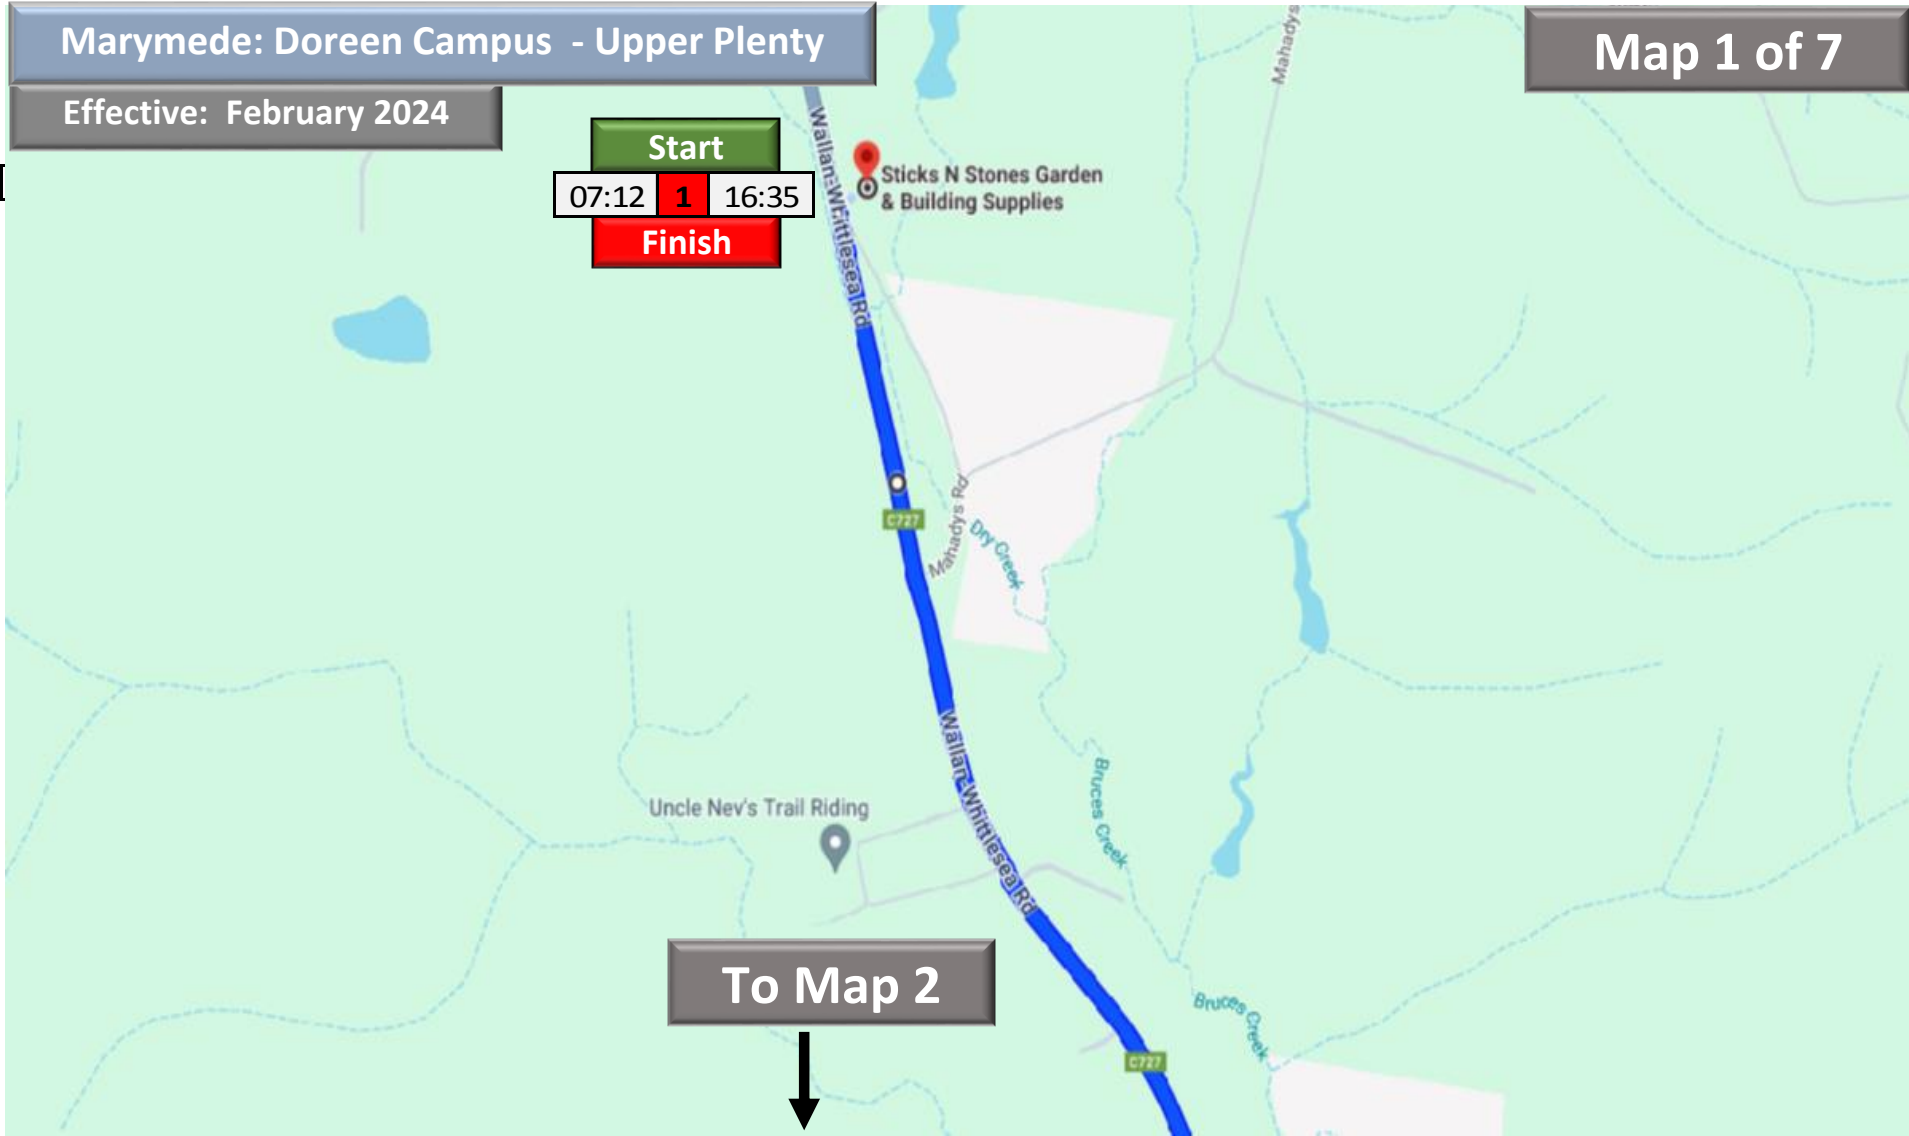 Marymede: Doreen Campus - Upper Plenty
Map 1 of 7
Effective: February 2024
Mahadys
Start
07:12 1 16:35
Finish
Wallan-Whittlesea Rd
Sticks N Stones Garden
& Building Supplies
C727
Mahadys Rd
Dry Creek
Wallan-Whittlesea Rd
Bruces Creek
Uncle Nev's Trail Riding
To Map 2
Bruces Creek
C727